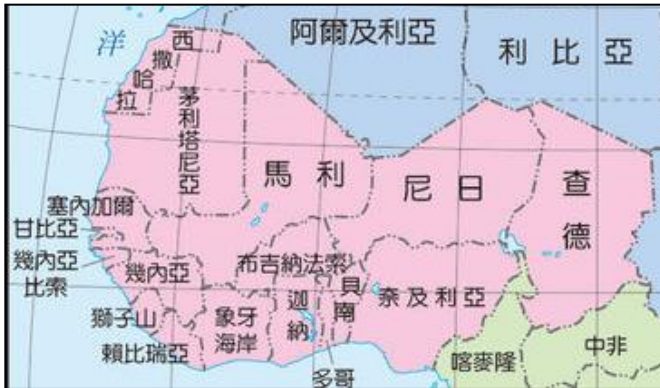 洋
西撒哈拉
阿爾及利亞
利比亞
茅利塔尼亞
馬利
尼日
查德
塞內加爾
甘比亞
幾內亞
比索
幾內亞
布吉納法索
獅子山
賴比瑞亞
象牙
海岸
迦納
貝南
多哥
奈及利亞
喀麥隆
中非